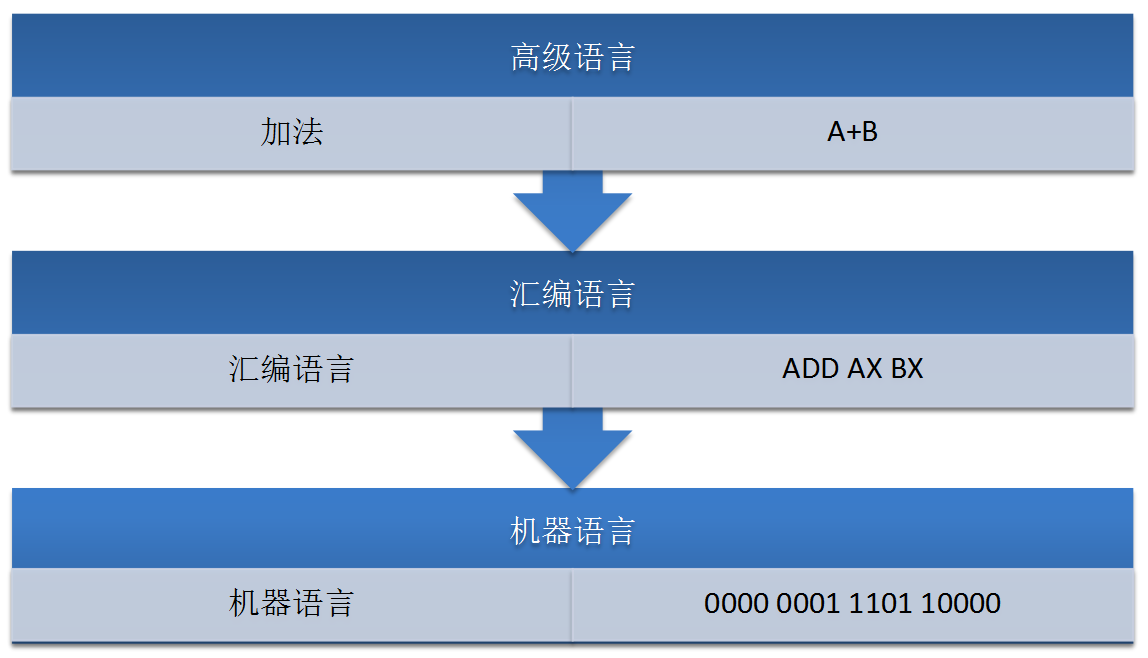 高级语言
加法 A+B
汇编语言
汇编语言 ADD AX BX
机器语言
机器语言 0000 0001 1101 10000